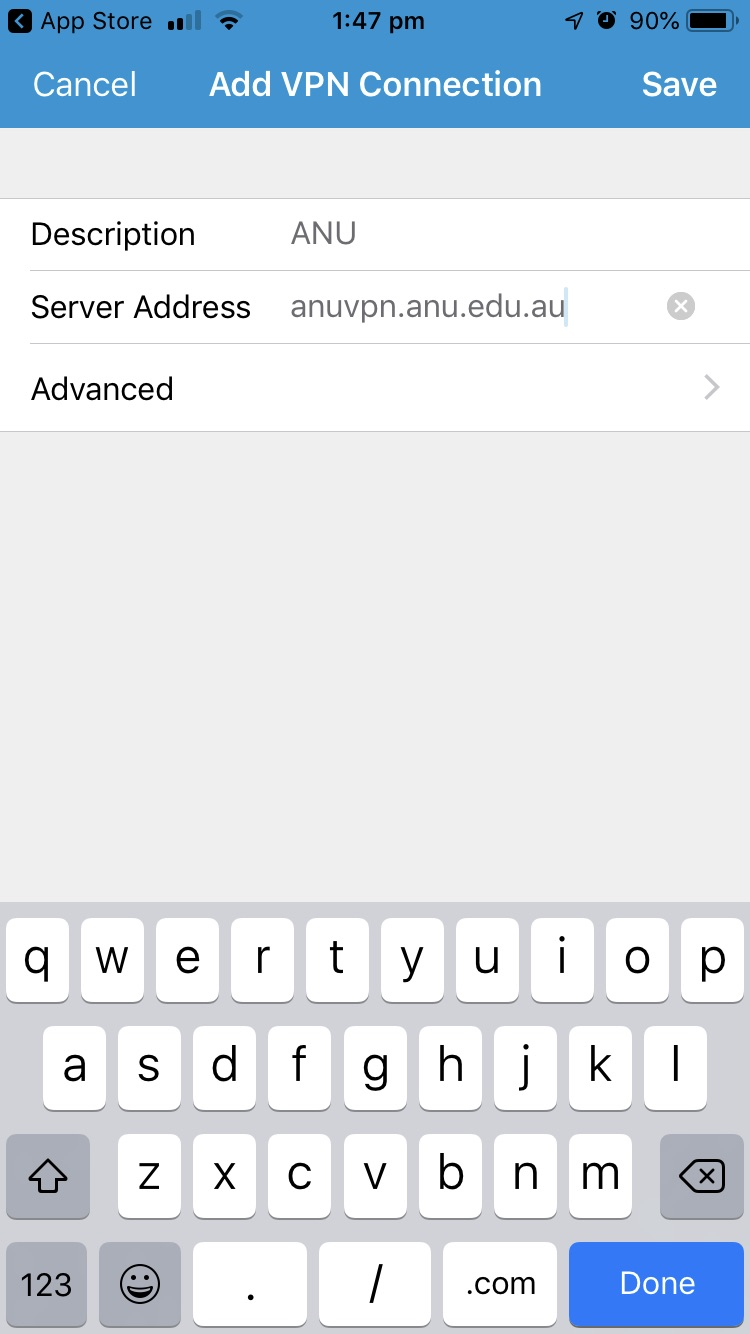 App Store 1:47 pm 90%
Cancel Add VPN Connection Save
Description ANU
Server Address anuvpn.anu.edu.au
Advanced
q w e r t y u i o p
a s d f g h j k l
z x c v b n m
123 . / .com Done